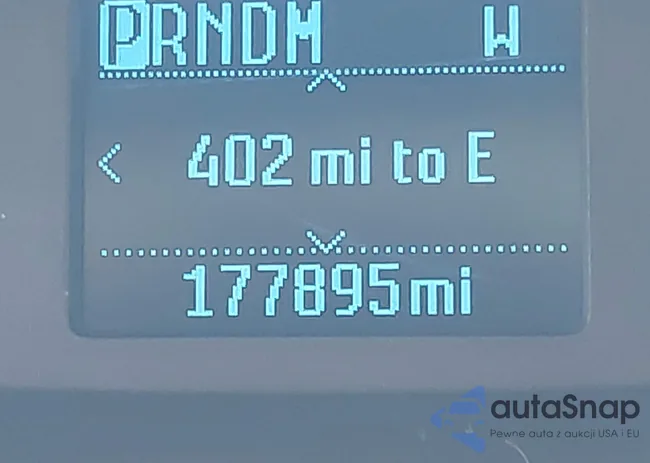 PRNDM W
402 mi to E
177895mi
autaSnap
Pewne auta z aukcji USA i EU